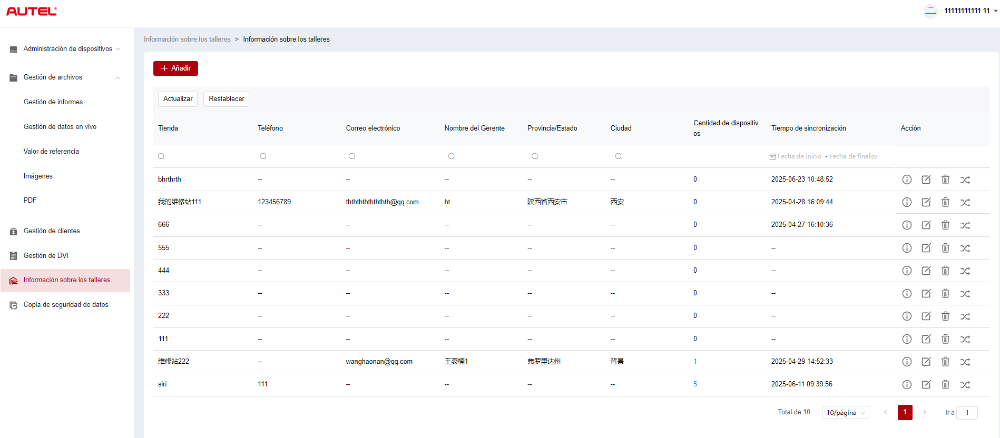 AUTEL
11111111111 11
Administración de dispositivos
Gestión de archivos
Gestión de informes
Gestión de datos en vivo
Valor de referencia
Imágenes
PDF
Gestión de clientes
Gestión de DVI
Información sobre los talleres
Copia de seguridad de datos
Información sobre los talleres > Información sobre los talleres
+ Añadir
Actualizar Restablecer
Tienda Teléfono Correo electrónico Nombre del Gerente Provincia/Estado Ciudad Cantidad de dispositiv
os Tiempo de sincronización Acción
Fecha de inicio - Fecha de finaliza
bhrthrth -- -- -- -- -- 0 2025-06-23 10:48:52
我的维修站111 123456789 thththththththth@qq.com ht 陕西省西安市 西安 0 2025-04-28 16:09:44
666 -- -- -- -- -- 0 2025-04-27 16:10:36
555 -- -- -- -- -- 0 --
444 -- -- -- -- -- 0 --
333 -- -- -- -- -- 0 --
222 -- -- -- -- -- 0 --
111 -- -- -- -- -- 0 --
维修站222 -- wanghaonan@qq.com 王豪楠1 弗罗里达州 背景 1 2025-04-29 14:52:33
siri 111 -- -- -- -- 5 2025-06-11 09:39:56
Total de 10 10/página < 1 > Ir a 1